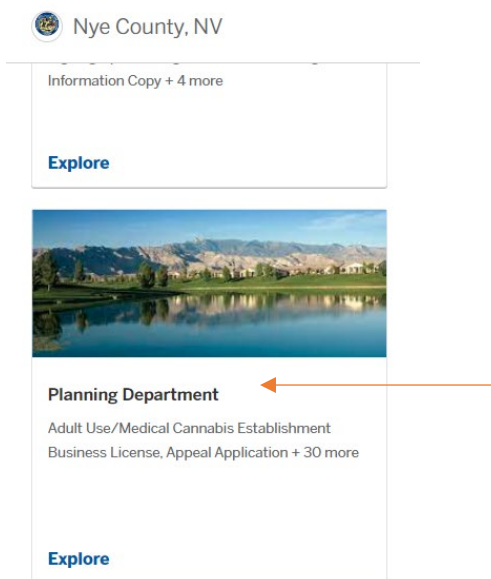 Nye County, NV
Information Copy + 4 more
Explore
Planning Department
Adult Use/Medical Cannabis Establishment
Business License, Appeal Application + 30 more
Explore